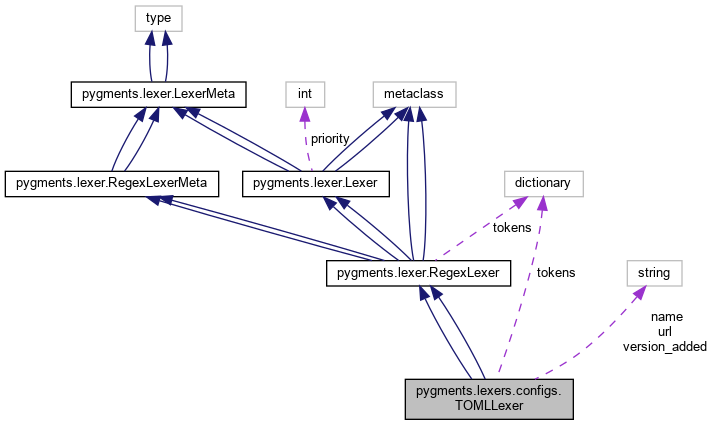 type
pygments.lexer.LexerMeta
int
metaclass
priority
pygments.lexer.RegexLexerMeta
pygments.lexer.Lexer
dictionary
tokens
pygments.lexer.RegexLexer
tokens
string
name
url
version_added
pygments.lexers.configs.
TOMLLexer